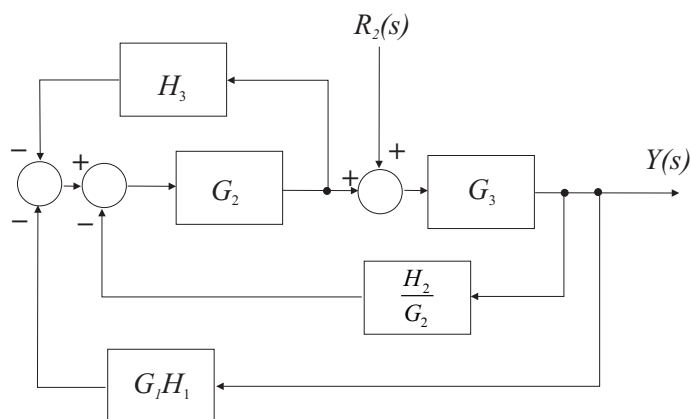 R₂(s)
H₃
−
+
+
G₂
+
G₃
Y(s)
−
−
H₂
G₂
G₁H₁